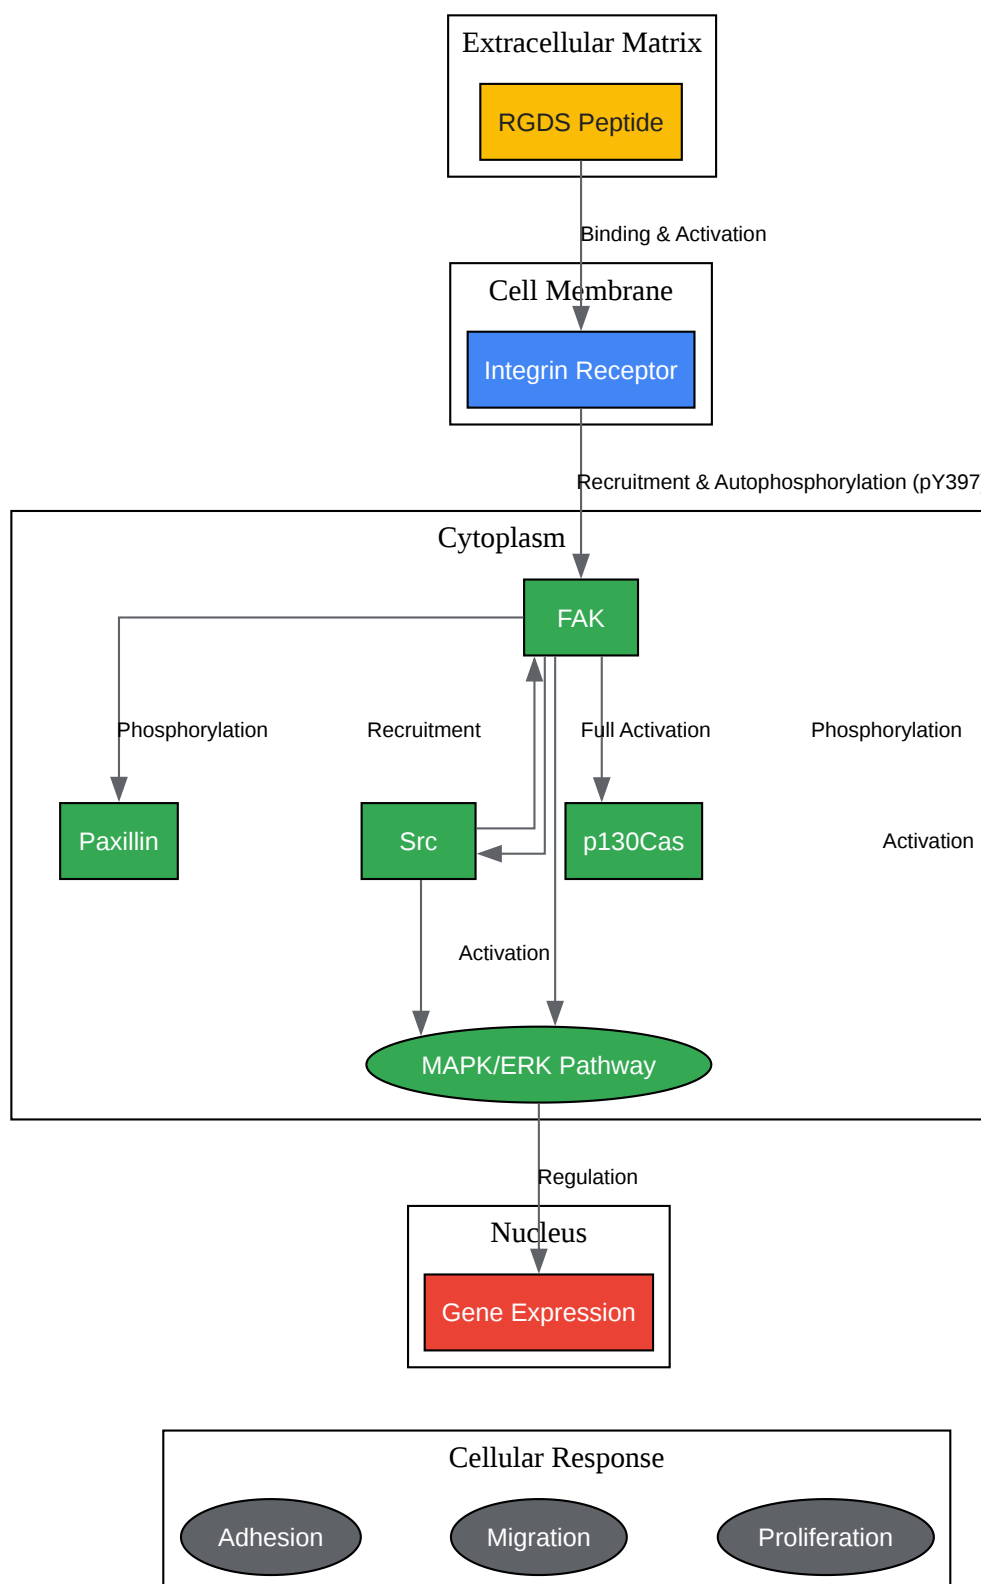 Extracellular Matrix
RGDS Peptide
Binding & Activation
Cell Membrane
Integrin Receptor
Recruitment & Autophosphorylation (pY397)
Cytoplasm
FAK
Phosphorylation
Recruitment
Full Activation
Phosphorylation
Paxillin
Src
p130Cas
Activation
Activation
MAPK/ERK Pathway
Regulation
Nucleus
Gene Expression
Cellular Response
Adhesion
Migration
Proliferation